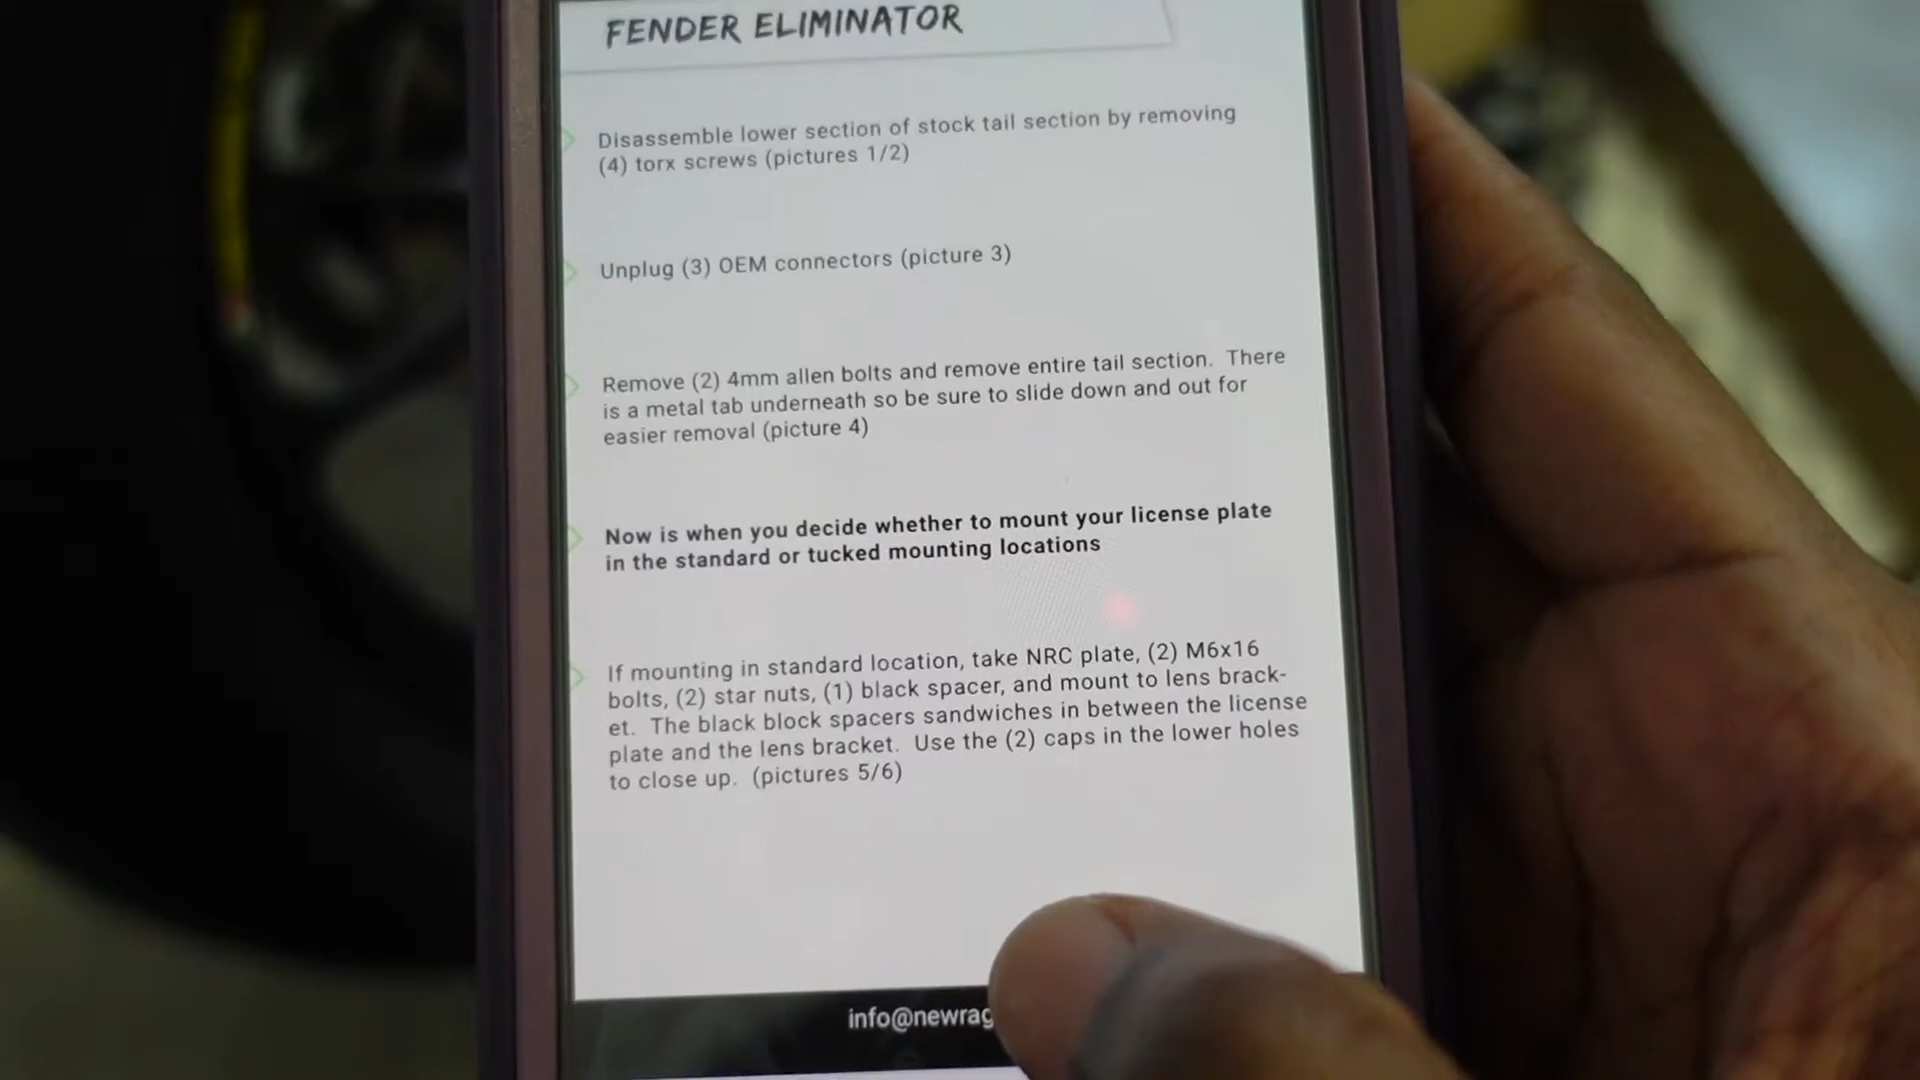 FENDER ELIMINATOR
Disassemble lower section of stock tail section by removing
(4) torx screws (pictures 1/2)
Unplug (3) OEM connectors (picture 3)
Remove (2) 4mm allen bolts and remove entire tail section. There
is a metal tab underneath so be sure to slide down and out for
easier removal (picture 4)
Now is when you decide whether to mount your license plate
in the standard or tucked mounting locations
If mounting in standard location, take NRC plate, (2) M6x16
bolts, (2) star nuts, (1) black spacer, and mount to lens brack-
et. The black block spacers sandwiches in between the license
plate and the lens bracket. Use the (2) caps in the lower holes
to close up. (pictures 5/6)
info@newrag